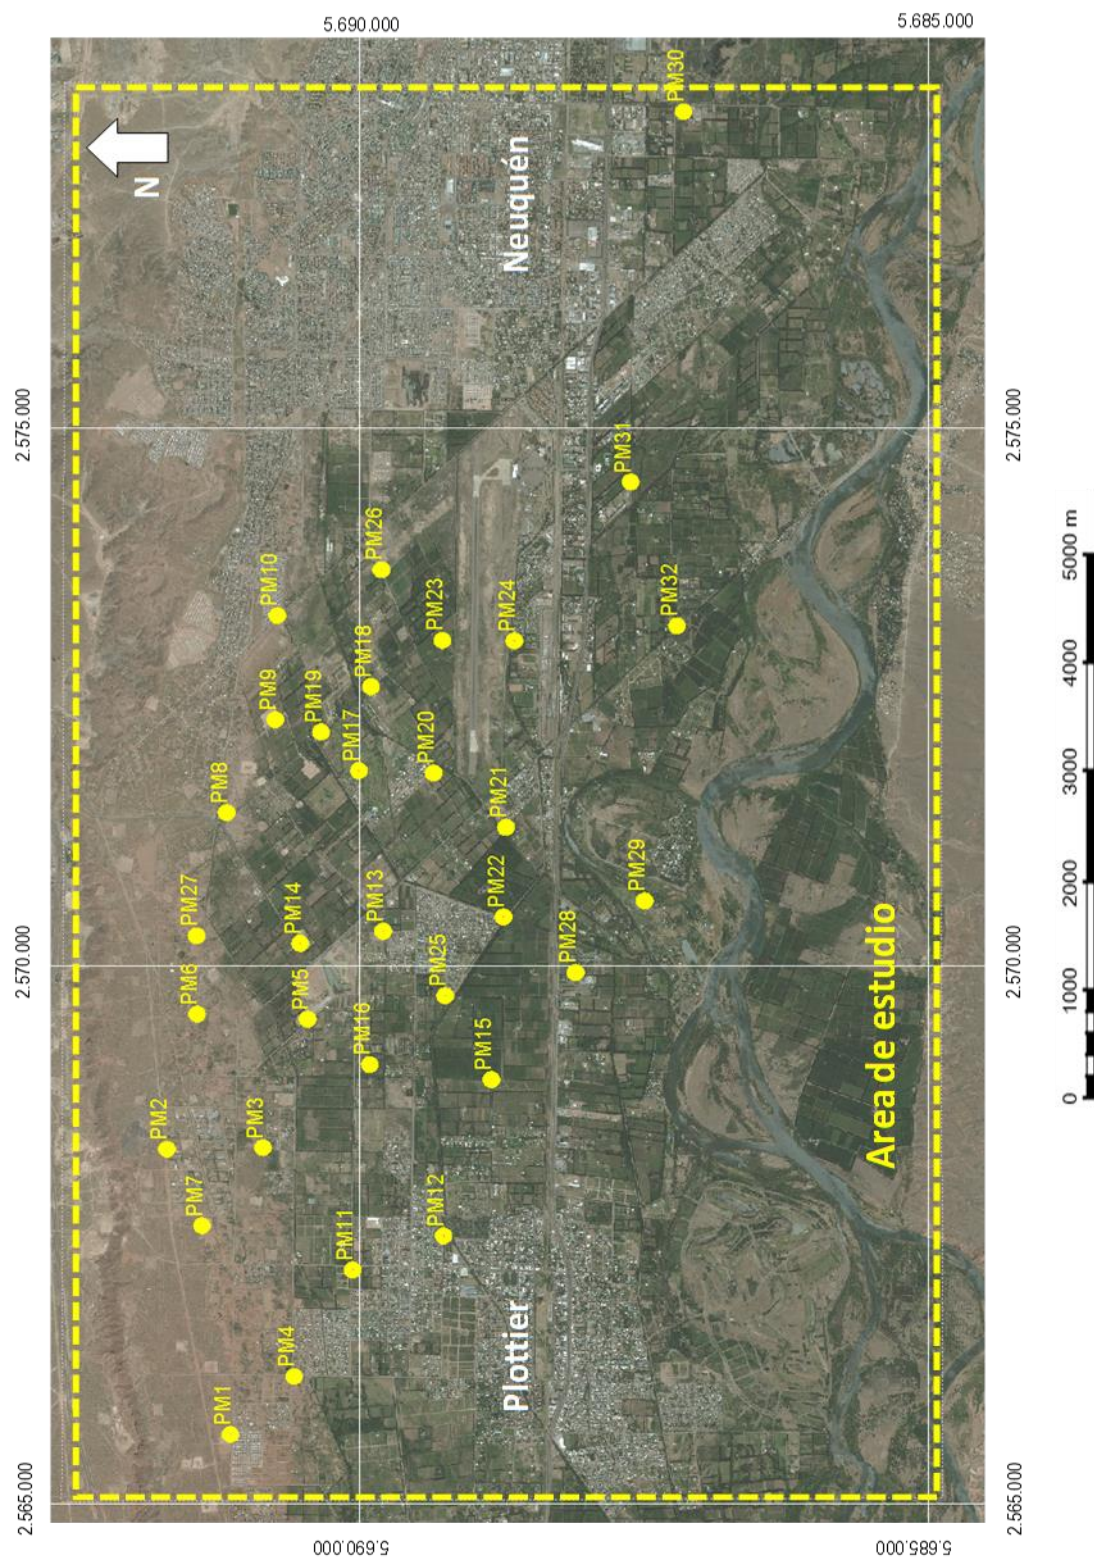 2.565.000
2.570.000
2.575.000
5.690.000
5.690.000
N
PM2
PM6
PM27
PM7
PM8
PM1
PM3
PM9
PM10
PM4
PM5
PM14
PM19
PM11
PM16
PM17
PM18
PM13
PM26
PM12
PM25
PM20
PM23
PM15
PM22
PM21
PM24
Plottier
Neuquén
PM28
PM31
PM29
PM32
PM30
Area de estudio
5.685.000
5.685.000
2.565.000
2.570.000
2.575.000
0 1000 2000 3000 4000 5000 m